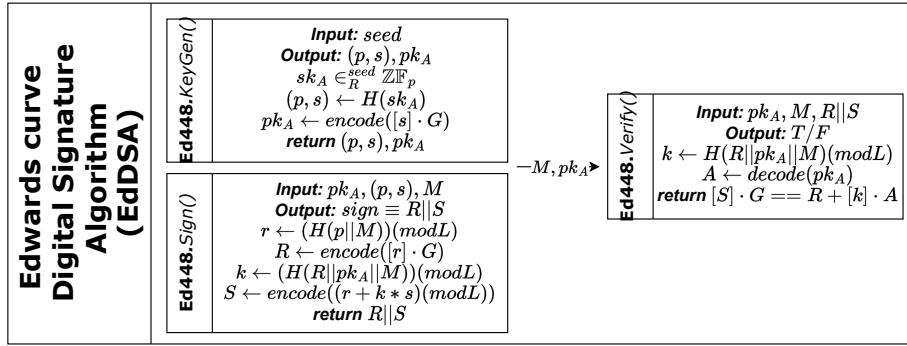 Edwards curve
Digital Signature
Algorithm
(EdDSA)
Ed448.KeyGen()
Input: seed
Output: (p, s), pk_A
sk_A ∈_R^{seed} ℤ𝔽_p
(p, s) ← H(sk_A)
pk_A ← encode([s] · G)
return (p, s), pk_A
Ed448.Sign()
Input: pk_A, (p, s), M
Output: sign ≡ R||S
r ← (H(p||M))(modL)
R ← encode([r] · G)
k ← (H(R||pk_A||M))(modL)
S ← encode((r + k * s)(modL))
return R||S
M, pk_A
Ed448.Verify()
Input: pk_A, M, R||S
Output: T/F
k ← H(R||pk_A||M)(modL)
A ← decode(pk_A)
return [S] · G == R + [k] · A